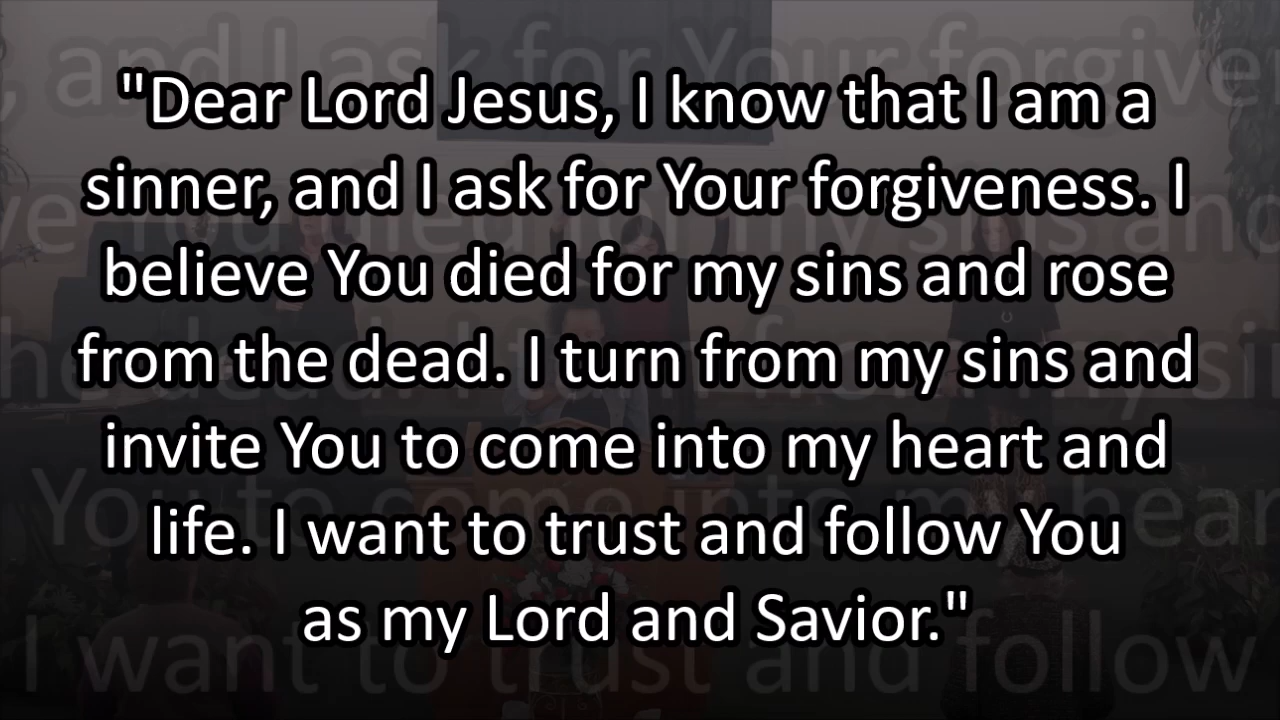 "Dear Lord Jesus, I know that I am a
sinner, and I ask for Your forgiveness. I
believe You died for my sins and rose
from the dead. I turn from my sins and
invite You to come into my heart and
life. I want to trust and follow You
as my Lord and Savior."